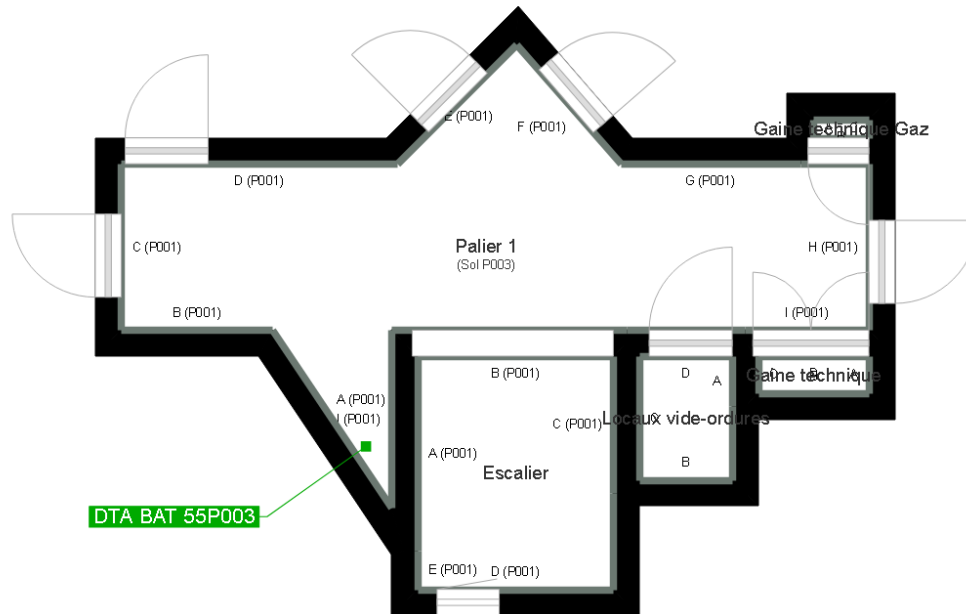 E (P001)
F (P001)
Gaine technique Gaz
D (P001)
G (P001)
C (P001)
Palier 1
(Sol P003)
H (P001)
B (P001)
I (P001)
B (P001)
D
A
Gaine technique
C
B
A
A (P001)
(P001)
C (P001)
C
Locaux vide-ordures
A (P001)
Escalier
B
DTA BAT 55P003
E (P001)
D (P001)